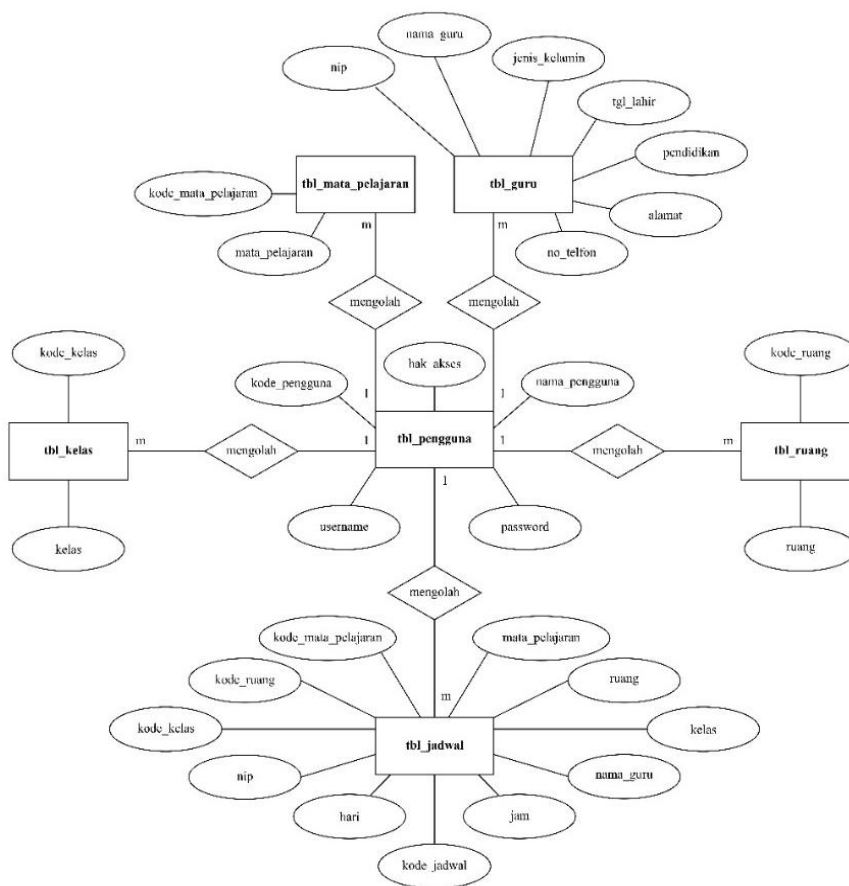 nama_guru
nip
jenis_kelamin
tgl_lahir
pendidikan
alamat
no_telfon
tbl_guru
tbl_mata_pelajaran
kode_mata_pelajaran
mata_pelajaran
m
m
mengolah
mengolah
hak_akses
kode_pengguna
nama_pengguna
1
1
kode_kelas
kode_ruang
tbl_kelas
m
mengolah
1
tbl_pengguna
1
mengolah
m
tbl_ruang
1
username
password
kelas
ruang
mengolah
kode_mata_pelajaran
mata_pelajaran
kode_ruang
ruang
m
kode_kelas
kelas
tbl_jadwal
nip
nama_guru
hari
jam
kode_jadwal